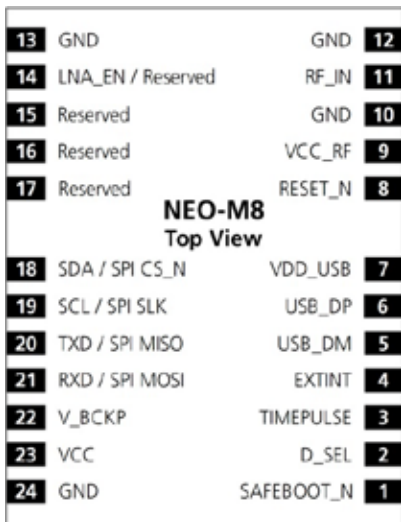 13 GND GND 12
14 LNA_EN / Reserved RF_IN 11
15 Reserved GND 10
16 Reserved VCC_RF 9
17 Reserved RESET_N 8
NEO-M8
Top View
18 SDA / SPI CS_N VDD_USB 7
19 SCL / SPI SLK USB_DP 6
20 TXD / SPI MISO USB_DM 5
21 RXD / SPI MOSI EXTINT 4
22 V_BCKP TIMEPULSE 3
23 VCC D_SEL 2
24 GND SAFEBOOT_N 1